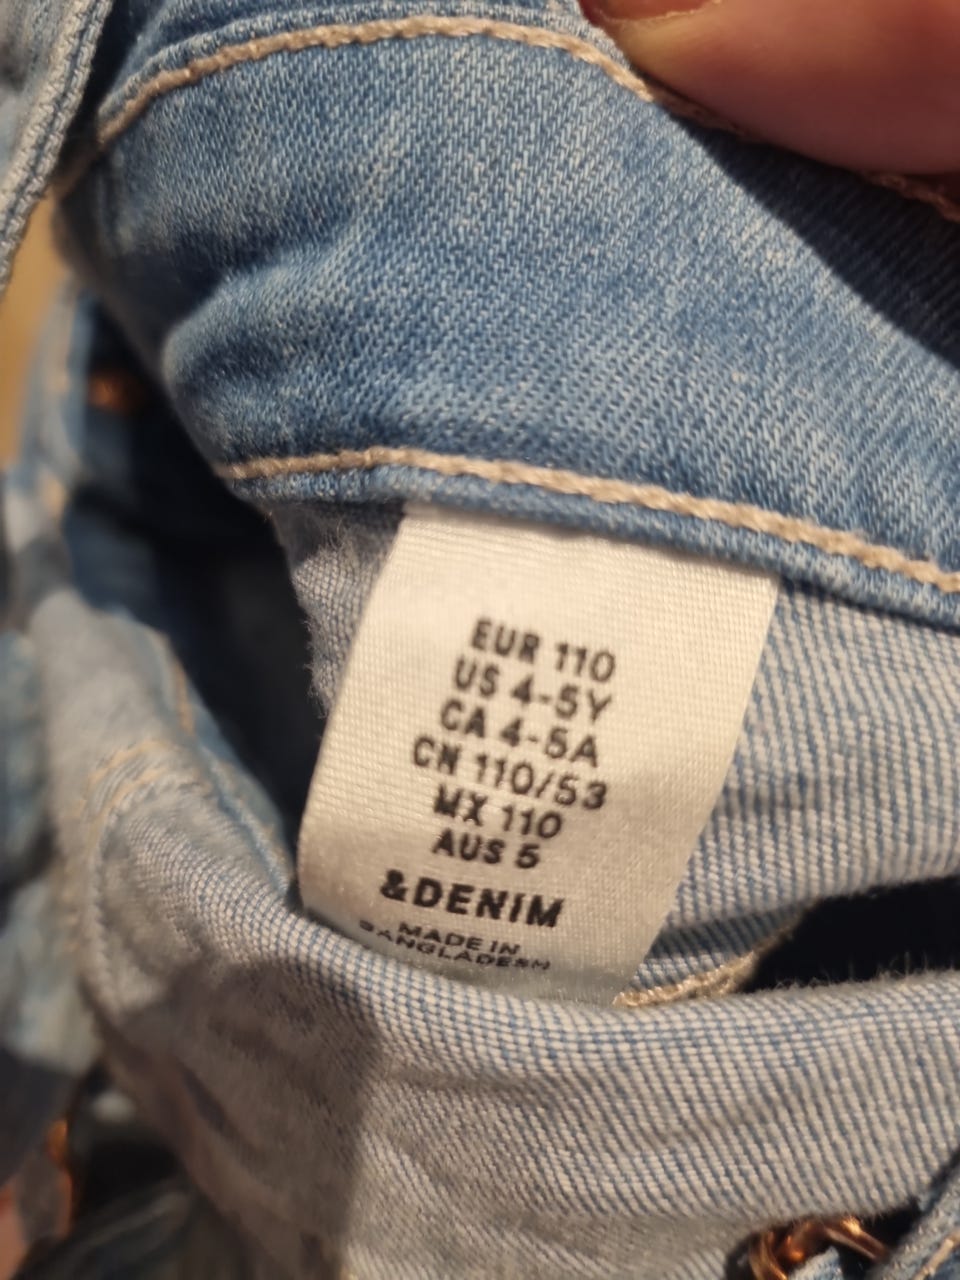 EUR 110
US 4-5Y
CA 4-5A
CN 110/53
MX 110
AUS 5
&DENIM
MADE IN
BANGLADESH